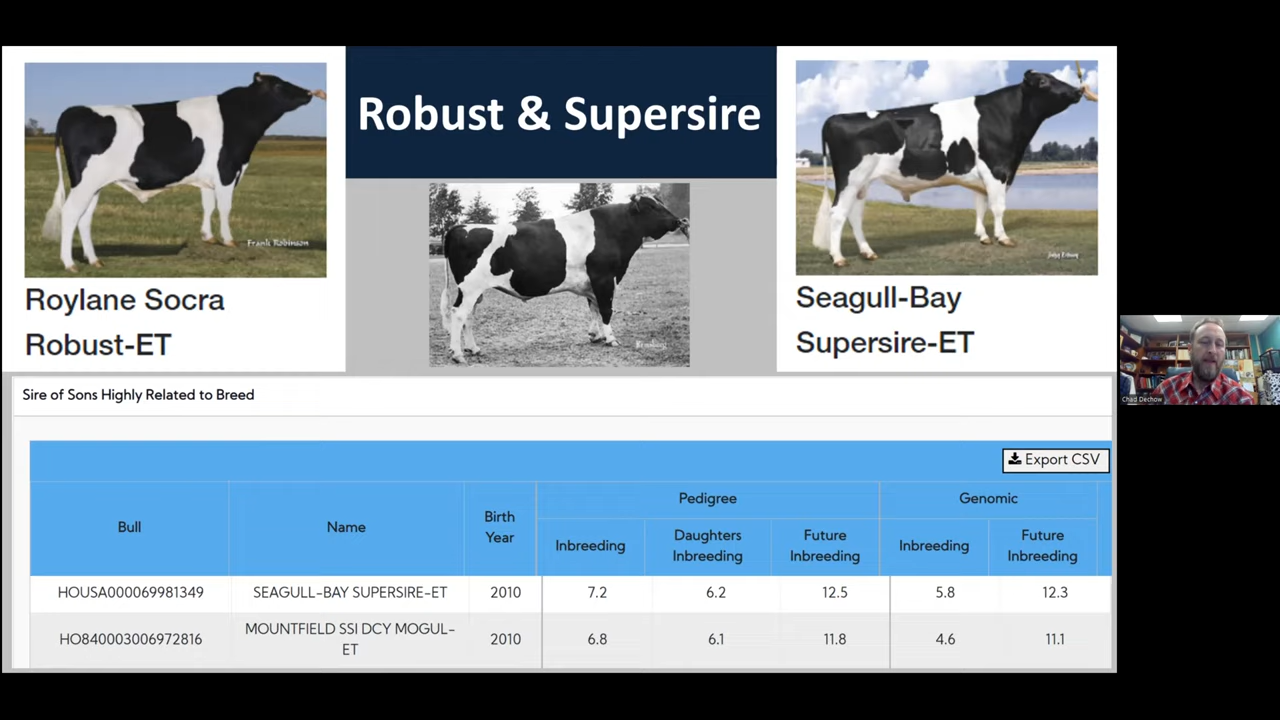 Robust & Supersire
Frank Robinson
Roylane Socra
Robust-ET
Seagull-Bay
Supersire-ET
Chad Dechow
Sire of Sons Highly Related to Breed
Export CSV
Bull
Name
Birth
Year
Pedigree
Genomic
Inbreeding
Daughters
Inbreeding
Future
Inbreeding
Inbreeding
Future
Inbreeding
HOUSA000069981349 SEAGULL-BAY SUPERSIRE-ET 2010 7.2 6.2 12.5 5.8 12.3
HO840003006972816 MOUNTFIELD SSI DCY MOGUL-
ET 2010 6.8 6.1 11.8 4.6 11.1